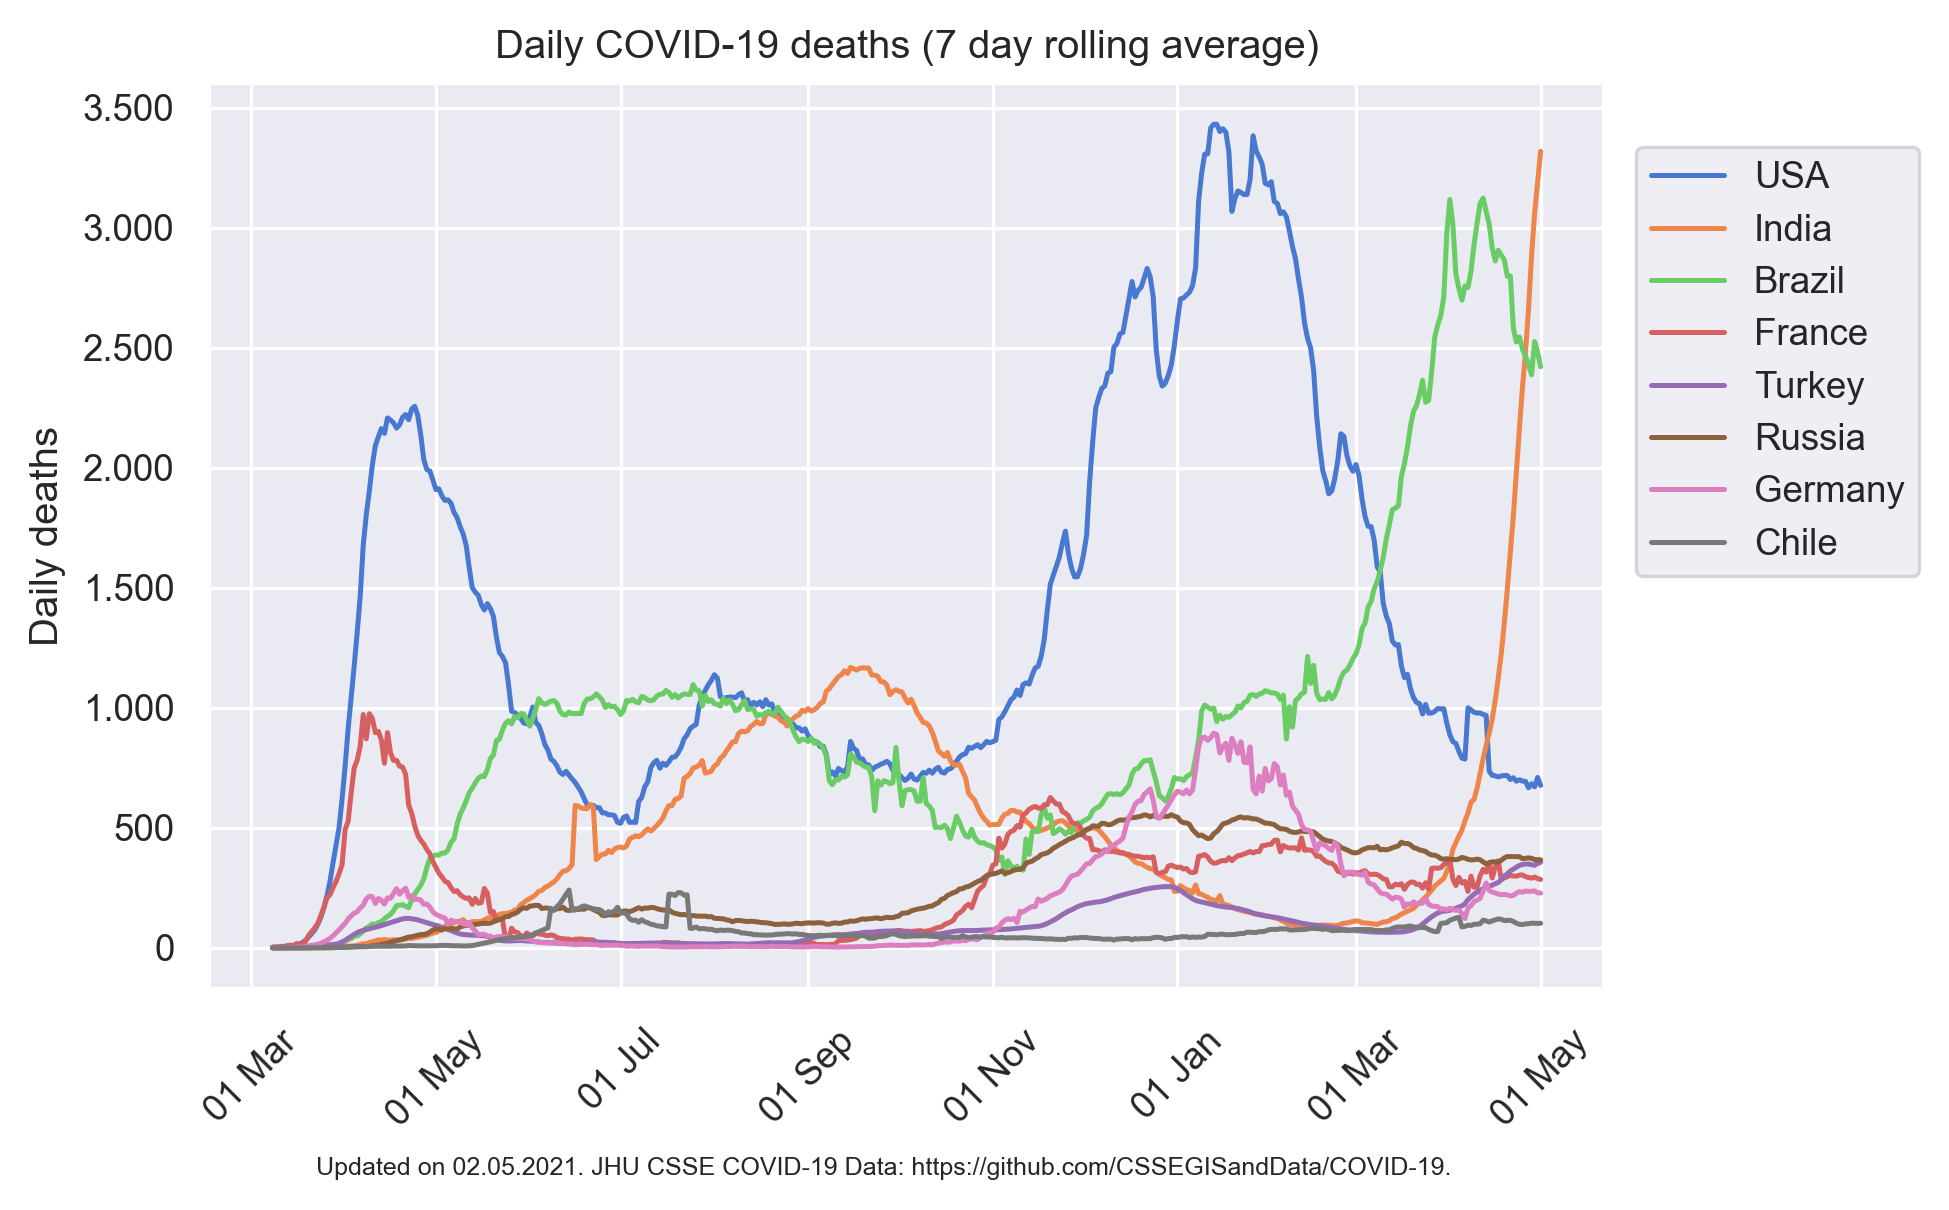 Daily COVID-19 deaths (7 day rolling average)
3.500
3.000
2.500
2.000
1.500
1.000
500
0
Daily deaths
USA
India
Brazil
France
Turkey
Russia
Germany
Chile
01 Mar
01 May
01 Jul
01 Sep
01 Nov
01 Jan
01 Mar
01 May
Updated on 02.05.2021. JHU CSSE COVID-19 Data: https://github.com/CSSEGISandData/COVID-19.